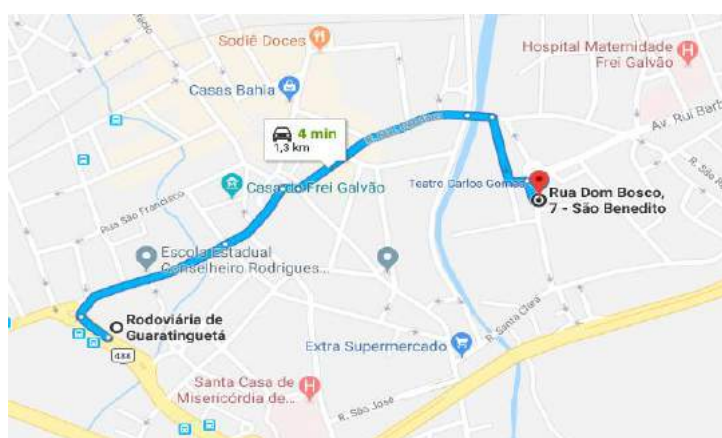 Sodiê Doces
Hospital Maternidade
Frei Galvão
Casas Bahia
Av. Rui Barb
4 min
1,3 km
Teatro Carlos Gomes
Casa do Frei Galvão
Rua Dom Bosco,
7 - São Benedito
Rua São Francisco
Escola Estadual
Conselheiro Rodrigues...
Rodoviária de
Guaratinguetá
488
R. Santa Clara
Extra Supermercado
Santa Casa de
Misericórdia de...
R. São José